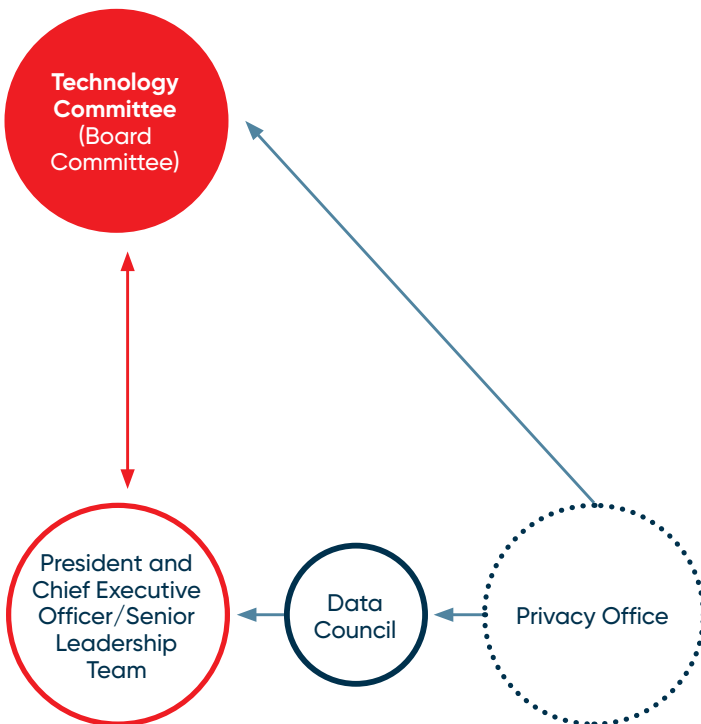 Technology
Committee
(Board
Committee)
President and
Chief Executive
Officer/Senior
Leadership
Team
Data
Council
Privacy Office